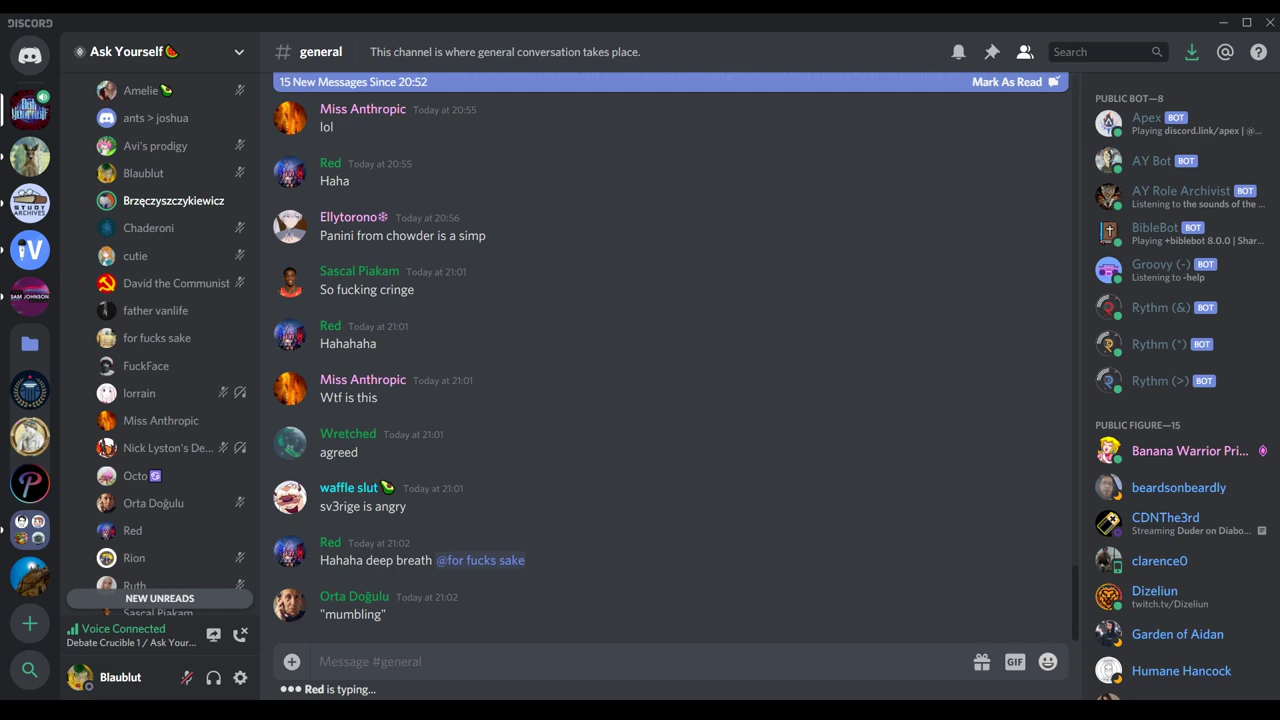 DISCORD
Ask Yourself
general
This channel is where general conversation takes place.
Search
15 New Messages Since 20:52
Mark As Read
Amelie
ants > joshua
Avi's prodigy
Blaublut
Brzęczyszczykiewicz
Chaderoni
cutie
David the Communist
father vanlife
for fucks sake
FuckFace
lorrain
Miss Anthropic
Nick Lyston's De...
Octo
Orta Doğulu
Red
Rion
Ruth
NEW UNREADS
Sascal Piakam
Voice Connected
Debate Crucible 1 / Ask Your...
Blaublut
STUDY
ARCHIVES
V
SAM JOHNSON
Miss Anthropic Today at 20:55
lol
Red Today at 20:55
Haha
Ellytorono❄ Today at 20:56
Panini from chowder is a simp
Sascal Piakam Today at 21:01
So fucking cringe
Red Today at 21:01
Hahahaha
Miss Anthropic Today at 21:01
Wtf is this
Wretched Today at 21:01
agreed
waffle slut Today at 21:01
sv3rige is angry
Red Today at 21:02
Hahaha deep breath @for fucks sake
Orta Doğulu Today at 21:02
"mumbling"
Message #general
GIF
Red is typing...
PUBLIC BOT—8
Apex BOT
Playing discord.link/apex | @...
AY Bot BOT
AY Role Archivist BOT
Listening to the sounds of the ...
BibleBot BOT
Playing +biblebot 8.0.0 | Shar...
Groovy (-) BOT
Listening to -help
Rythm (&) BOT
Rythm (*) BOT
Rythm (>) BOT
PUBLIC FIGURE—15
Banana Warrior Pri...
beardsonbeardly
CDNThe3rd
Streaming Duder on Diabo...
clarence0
Dizeliun
twitch.tv/Dizeliun
Garden of Aidan
Humane Hancock